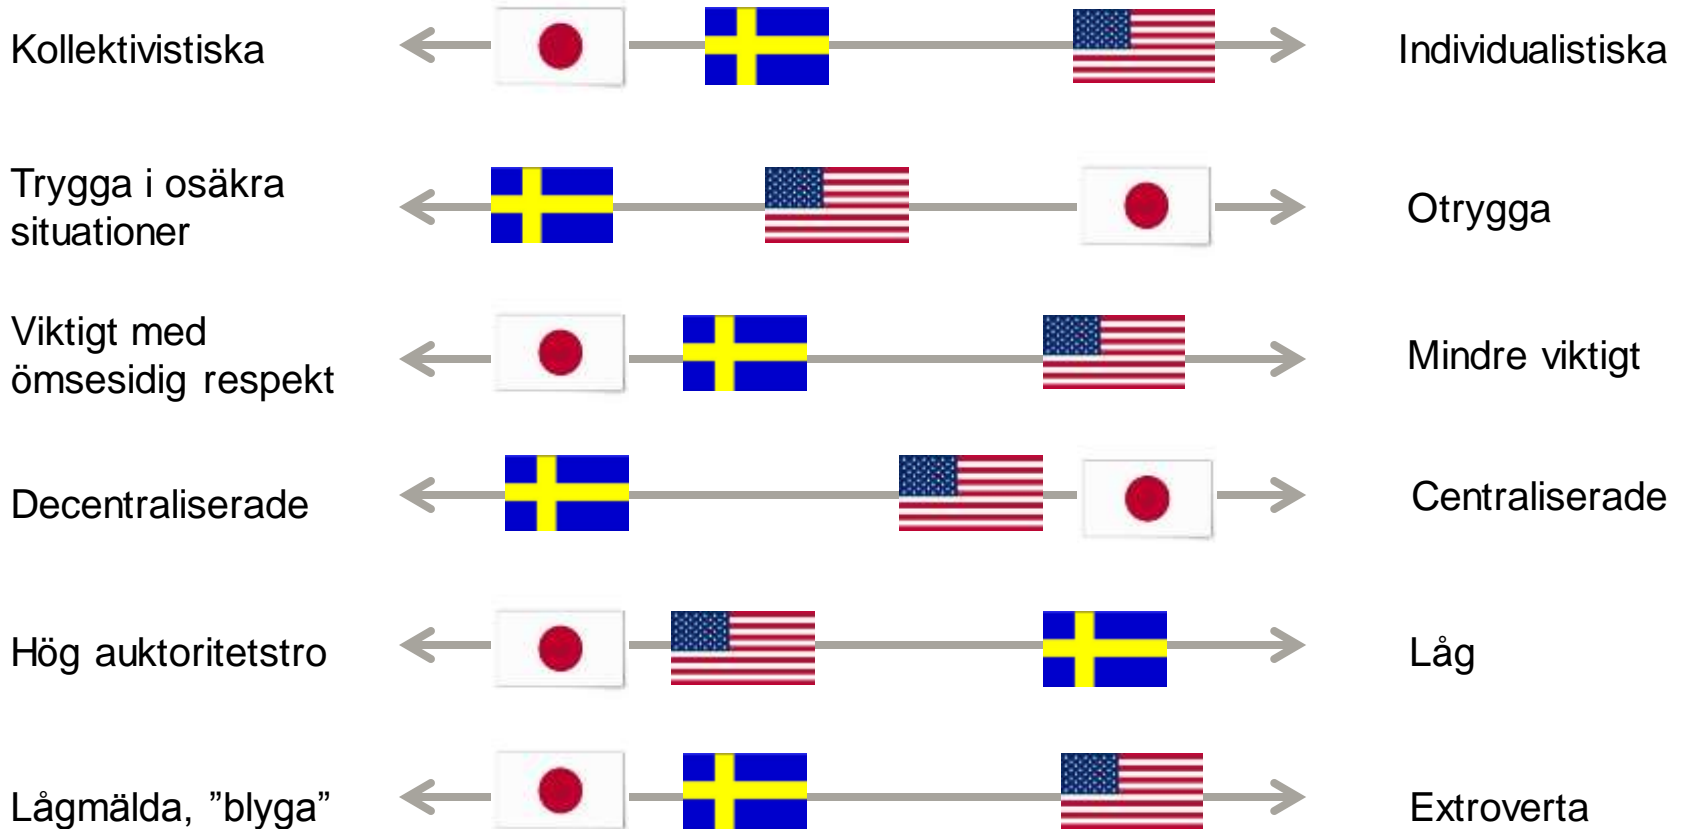 Kollektivistiska
Individualistiska
Trygga i osäkra
situationer
Otrygga
Viktigt med
ömsesidig respekt
Mindre viktigt
Decentraliserade
Centraliserade
Hög auktoritetstro
Låg
Lågmälda, ”blyga”
Extroverta